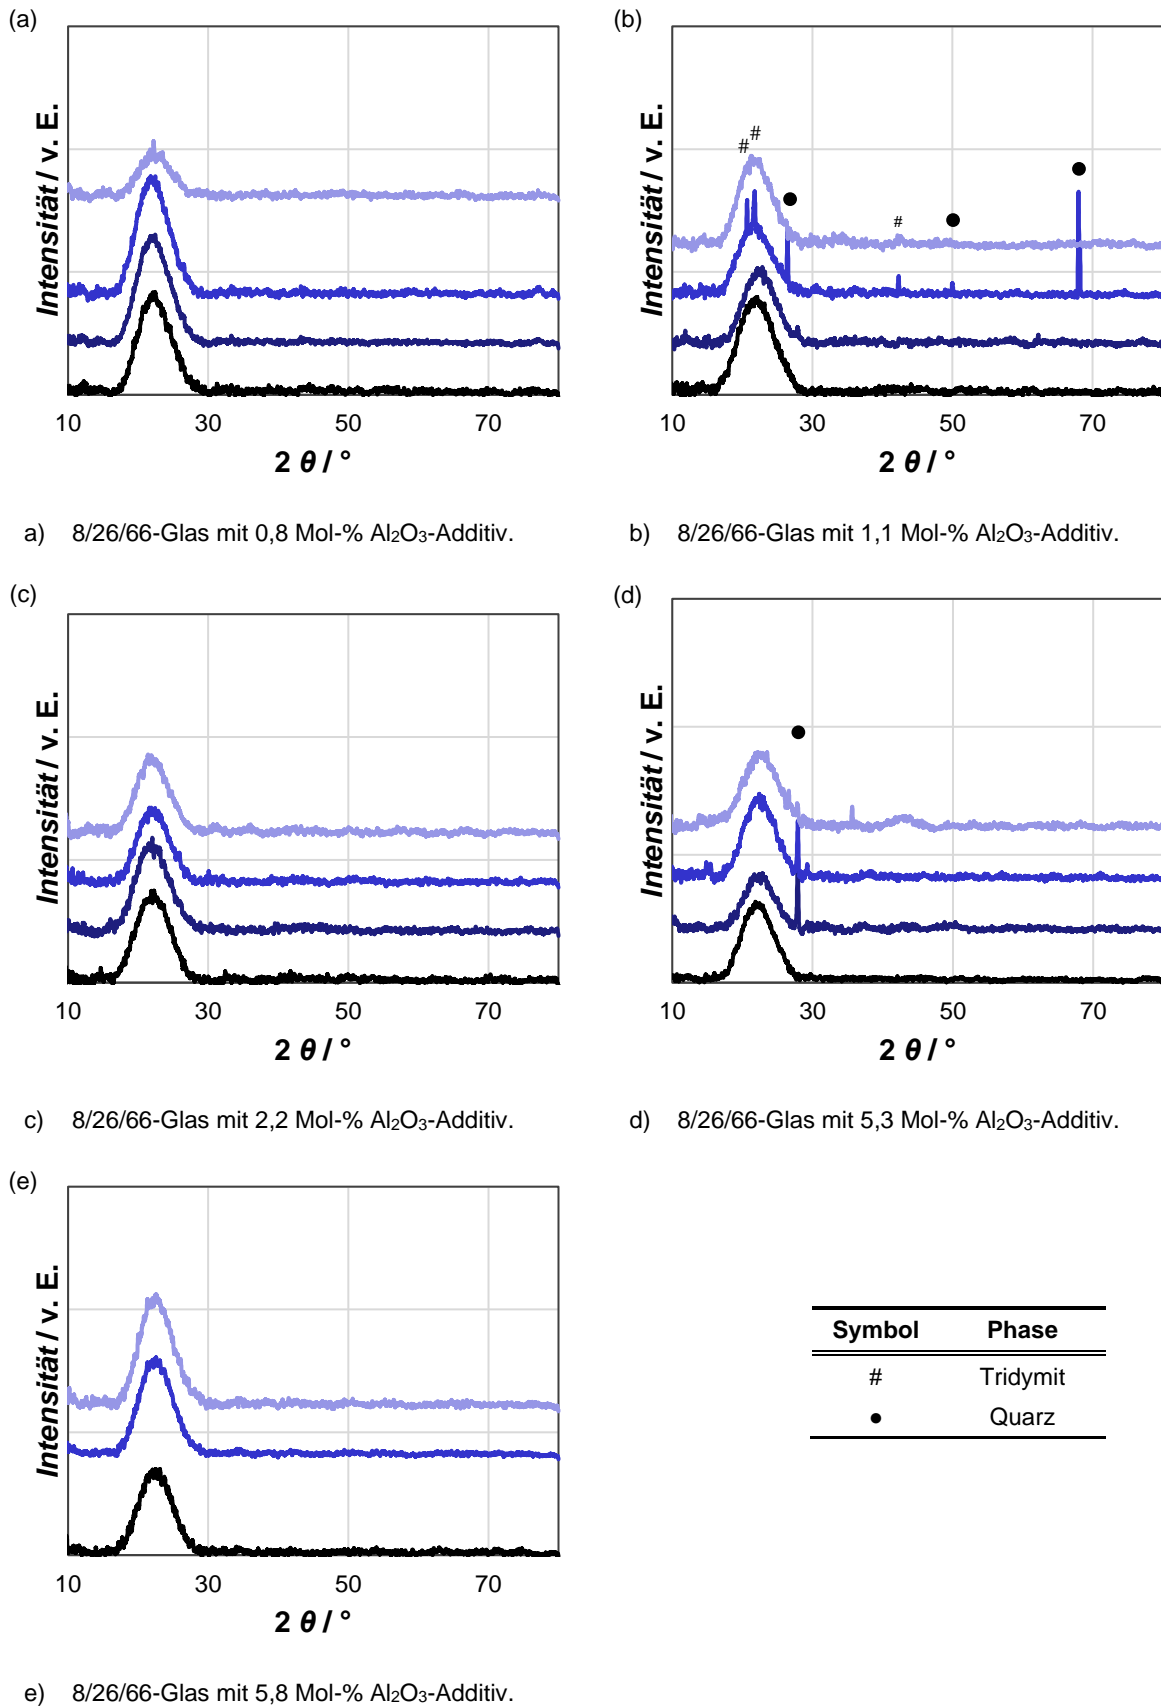 (a)
(b)
Intensität / v. E.
10 30 50 70
2 θ / °
Intensität / v. E.
# #
●
●
#
●
10 30 50 70
2 θ / °
a) 8/26/66-Glas mit 0,8 Mol-% Al₂O₃-Additiv.
b) 8/26/66-Glas mit 1,1 Mol-% Al₂O₃-Additiv.
(c)
(d)
Intensität / v. E.
10 30 50 70
2 θ / °
Intensität / v. E.
●
10 30 50 70
2 θ / °
c) 8/26/66-Glas mit 2,2 Mol-% Al₂O₃-Additiv.
d) 8/26/66-Glas mit 5,3 Mol-% Al₂O₃-Additiv.
(e)
Intensität / v. E.
10 30 50 70
2 θ / °
Symbol Phase
# Tridymit
● Quarz
e) 8/26/66-Glas mit 5,8 Mol-% Al₂O₃-Additiv.